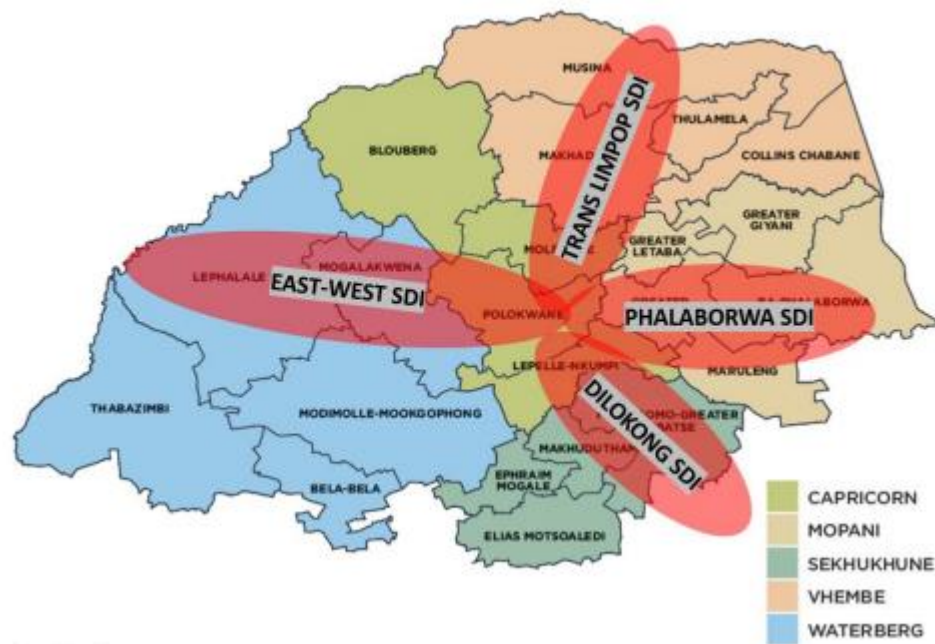 MUSINA
THULAMELA
BLOUBERG
COLLINS CHABANE
TRANS LIMPOP SDI
GREATER
GIYANI
GREATER
LETABA
MOGALAKWENA
LEPHALALE
EAST-WEST SDI
POLOKWANE
PHALABORWA SDI
LEPELLE-NKUMPI
MARULENG
THABAZIMBI
MODIMOLLE-MOOKGOPHONG
DILOKONG SDI
EPHRAIM
MOGALE
BELA-BELA
ELIAS MOTSOALEDI
CAPRICORN
MOPANI
SEKHUKHUNE
VHEMBE
WATERBERG